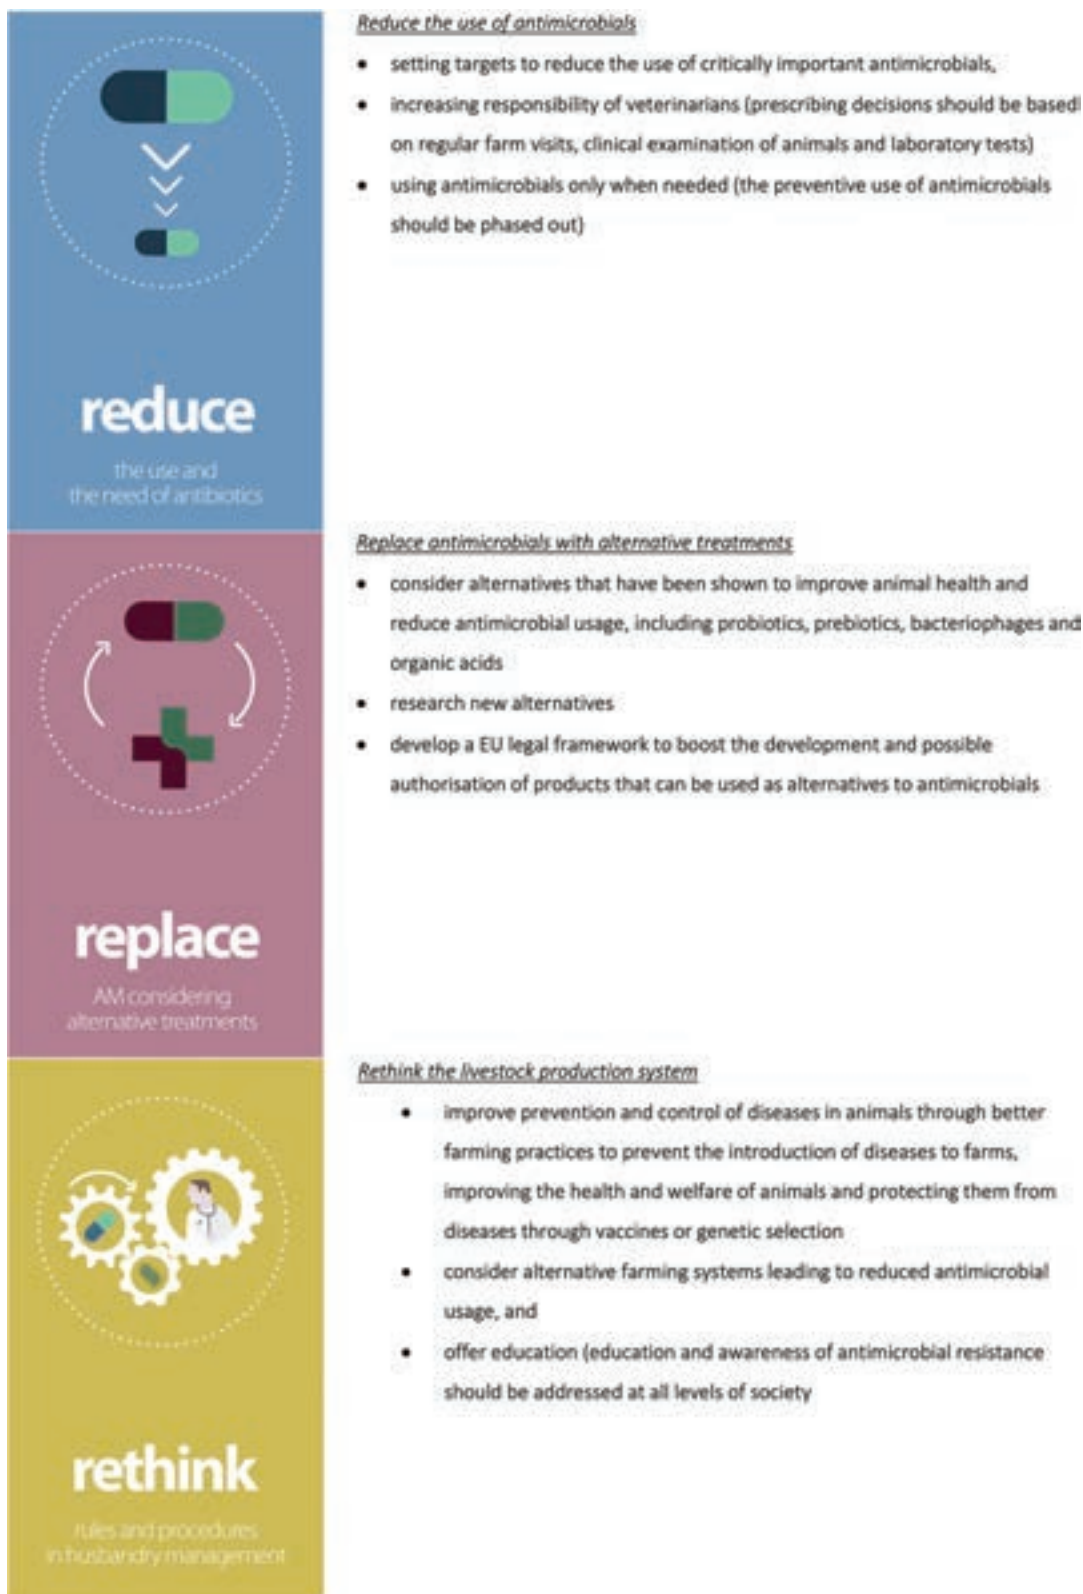 Reduce the use of antimicrobials
• setting targets to reduce the use of critically important antimicrobials,
• increasing responsibility of veterinarians (prescribing decisions should be based
on regular farm visits, clinical examination of animals and laboratory tests)
• using antimicrobials only when needed (the preventive use of antimicrobials
should be phased out)
reduce
the use and
the need of antibiotics
Replace antimicrobials with alternative treatments
• consider alternatives that have been shown to improve animal health and
reduce antimicrobial usage, including probiotics, prebiotics, bacteriophages and
organic acids
• research new alternatives
• develop a EU legal framework to boost the development and possible
authorisation of products that can be used as alternatives to antimicrobials
replace
AM considering
alternative treatments
Rethink the livestock production system
• improve prevention and control of diseases in animals through better
farming practices to prevent the introduction of diseases to farms,
improving the health and welfare of animals and protecting them from
diseases through vaccines or genetic selection
• consider alternative farming systems leading to reduced antimicrobial
usage, and
• offer education (education and awareness of antimicrobial resistance
should be addressed at all levels of society
rethink
rules and procedures
in husbandry management